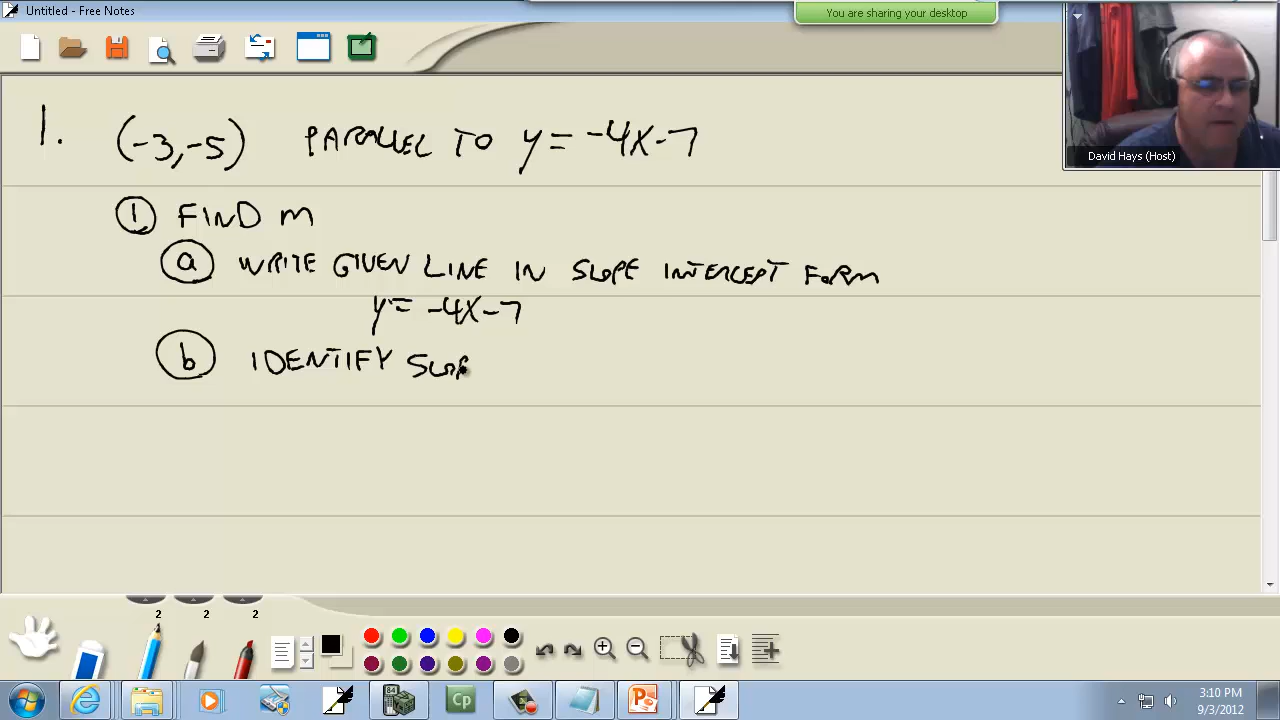 Untitled - Free Notes
You are sharing your desktop
David Hays (Host)
1. (-3,-5) PARALLEL TO y = -4x-7
1 FIND m
a WRITE GIVEN LINE IN SLOPE INTERCEPT FORM
y = -4x-7
b IDENTIFY SLOP
2 2 2
64
Cp
P
3:10 PM
9/3/2012